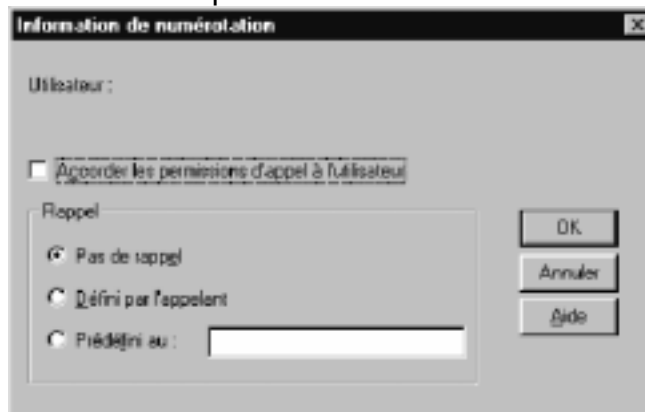 Information de numérotation
Utilisateur :
Accorder les permissions d'appel à l'utilisateur
Rappel
Pas de rappel
Défini par l'appelant
Prédéfini au :
OK
Annuler
Aide